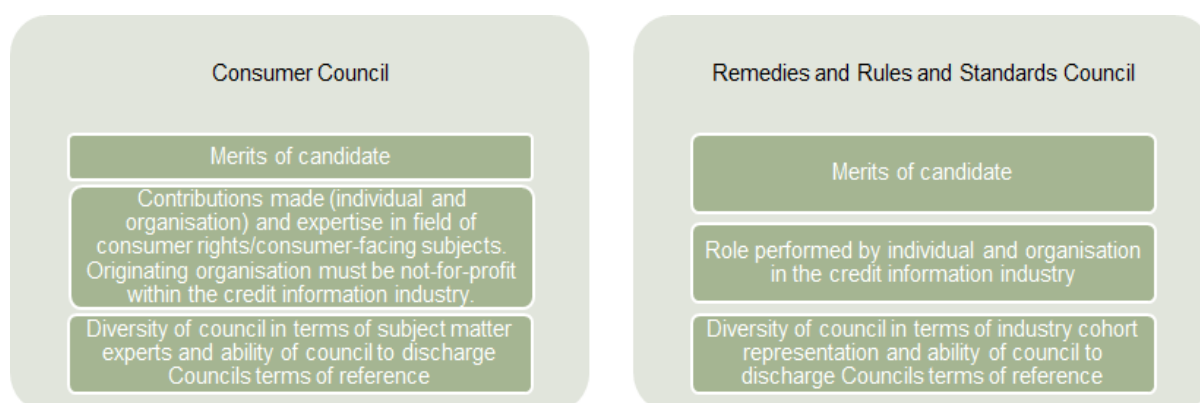 Consumer Council
Merits of candidate
Contributions made (individual and
organisation) and expertise in field of
consumer rights/consumer-facing subjects.
Originating organisation must be not-for-profit
within the credit information industry.
Diversity of council in terms of subject matter
experts and ability of council to discharge
Councils terms of reference
Remedies and Rules and Standards Council
Merits of candidate
Role performed by individual and organisation
in the credit information industry
Diversity of council in terms of industry cohort
representation and ability of council to
discharge Councils terms of reference